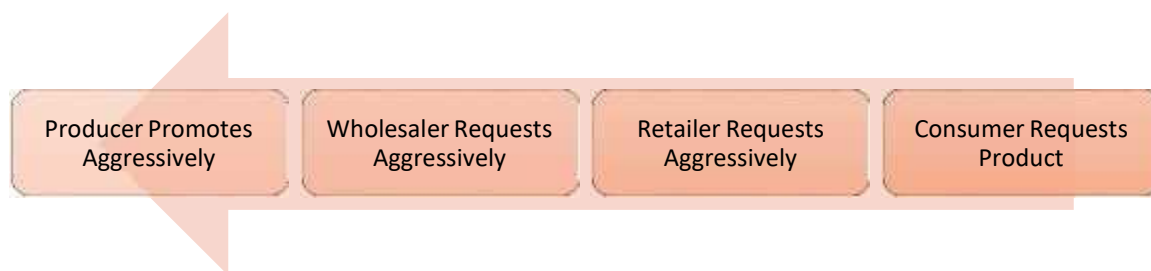 Producer Promotes
Aggressively
Wholesaler Requests
Aggressively
Retailer Requests
Aggressively
Consumer Requests
Product